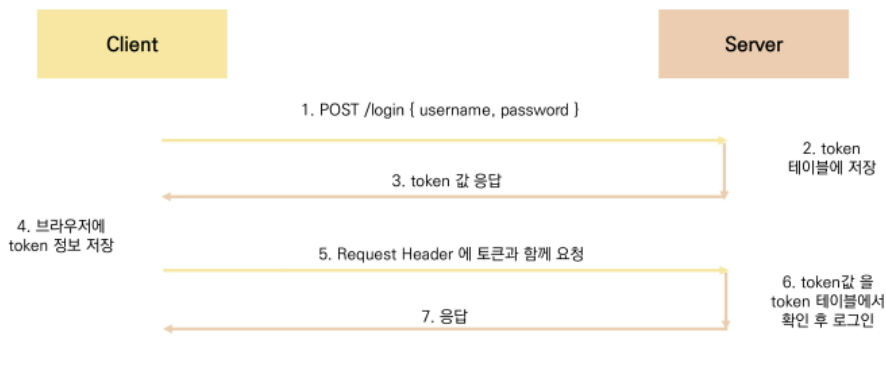 Client
Server
1. POST /login { username, password }
2. token
테이블에 저장
3. token 값 응답
4. 브라우저에
token 정보 저장
5. Request Header 에 토큰과 함께 요청
6. token값 을
token 테이블에서
확인 후 로그인
7. 응답